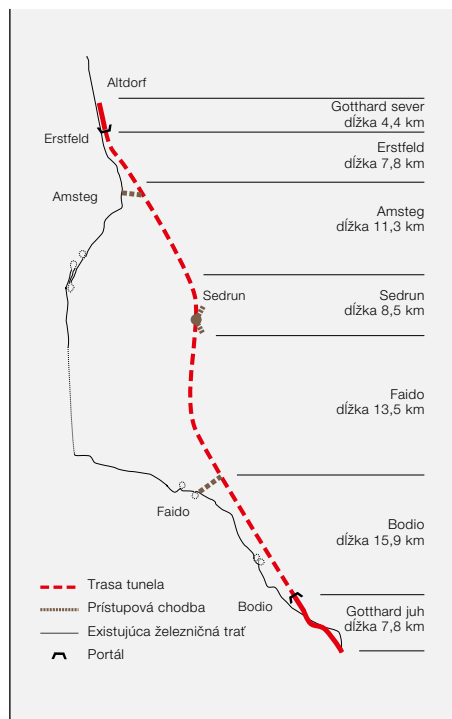 Altdorf
Gotthard sever
dĺžka 4,4 km
Erstfeld
Erstfeld
dĺžka 7,8 km
Amsteg
Amsteg
dĺžka 11,3 km
Sedrun
Sedrun
dĺžka 8,5 km
Faido
dĺžka 13,5 km
Faido
Bodio
dĺžka 15,9 km
Trasa tunela
Prístupová chodba
Bodio
Gotthard juh
dĺžka 7,8 km
Existujúca železničná trať
Portál